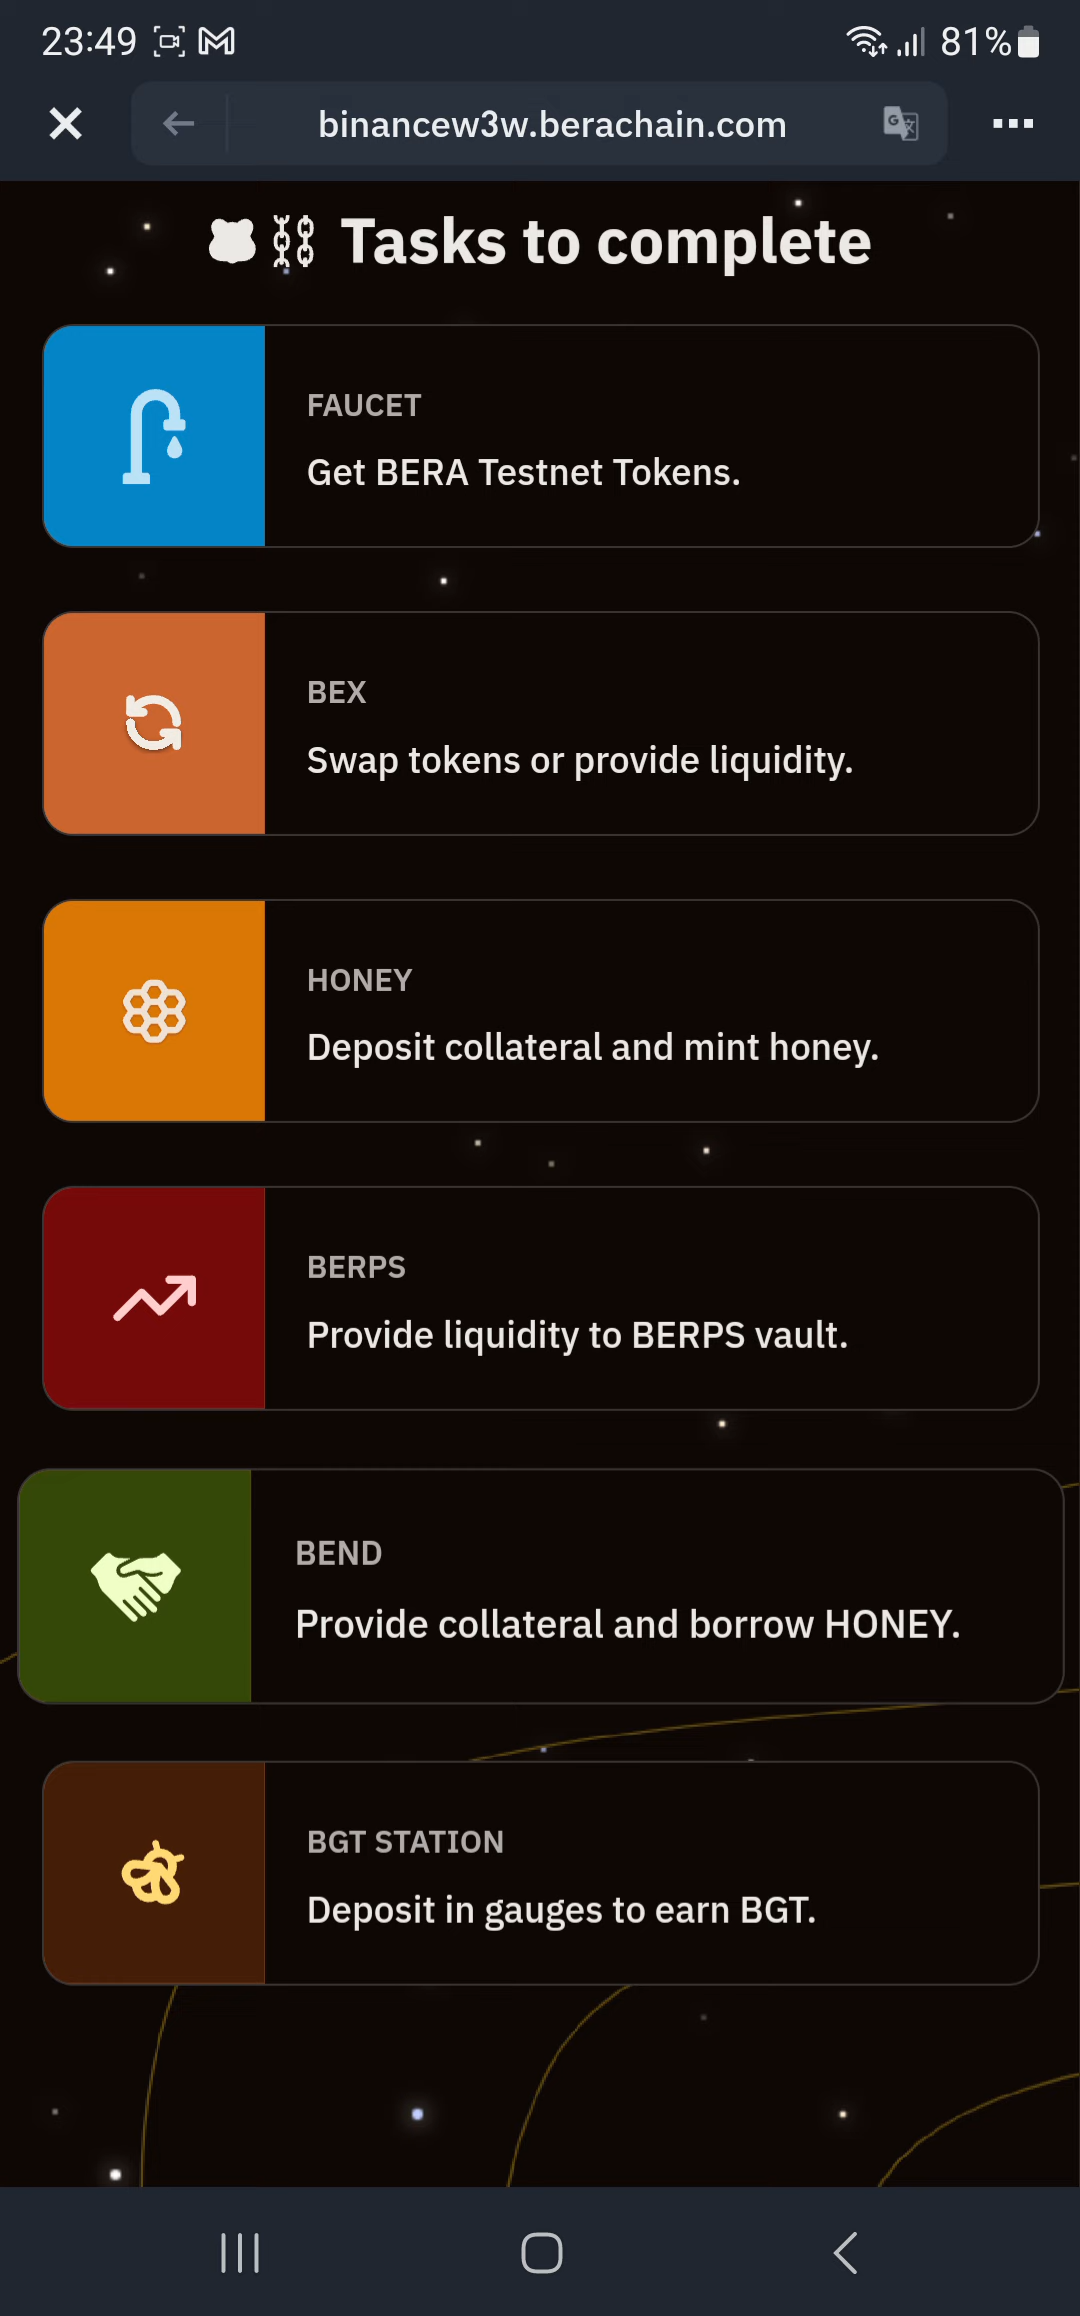 23:49
81%
binancew3w.berachain.com
Tasks to complete
FAUCET
Get BERA Testnet Tokens.
BEX
Swap tokens or provide liquidity.
HONEY
Deposit collateral and mint honey.
BERPS
Provide liquidity to BERPS vault.
BEND
Provide collateral and borrow HONEY.
BGT STATION
Deposit in gauges to earn BGT.